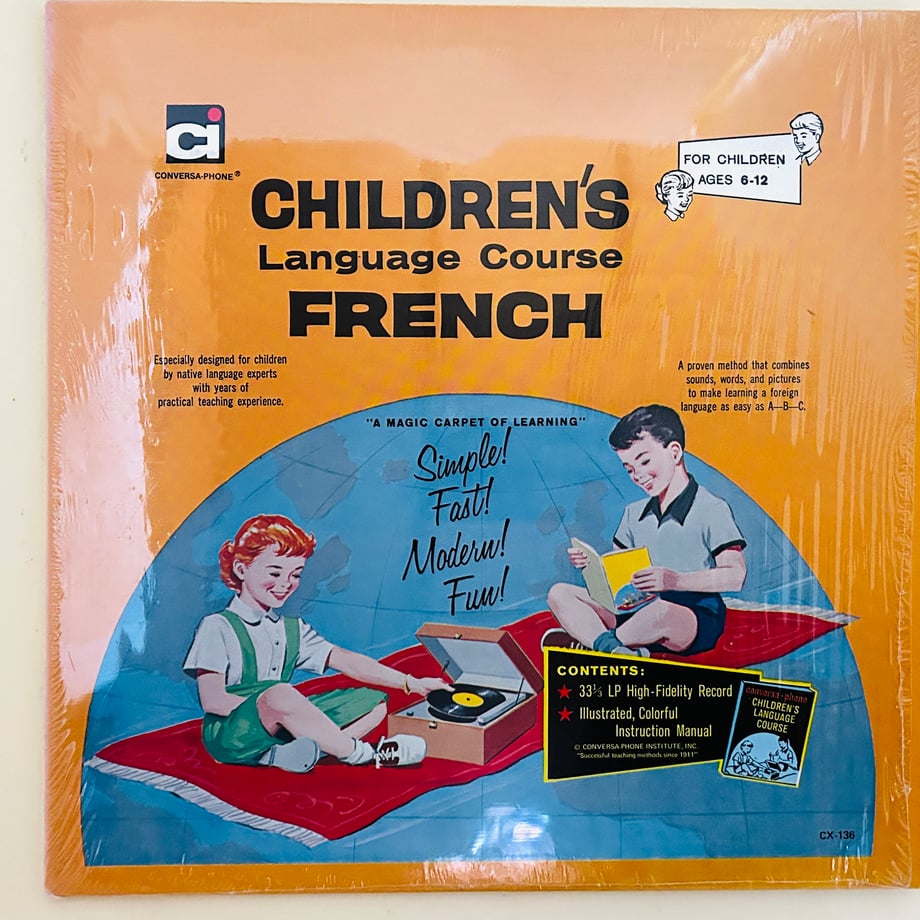 Ci
CONVERSA-PHONE®
FOR CHILDREN
AGES 6-12
CHILDREN'S
Language Course
FRENCH
Especially designed for children
by native language experts
with years of
practical teaching experience.
A proven method that combines
sounds, words, and pictures
to make learning a foreign
language as easy as A—B—C.
"A MAGIC CARPET OF LEARNING"
Simple!
Fast!
Modern!
Fun!
CONTENTS:
★ 33⅓ LP High-Fidelity Record
★ Illustrated, Colorful
Instruction Manual
© CONVERSA PHONE INSTITUTE, INC.
"Successful teaching methods since 1911"
conversa-phone
CHILDREN'S
LANGUAGE
COURSE
CX-136